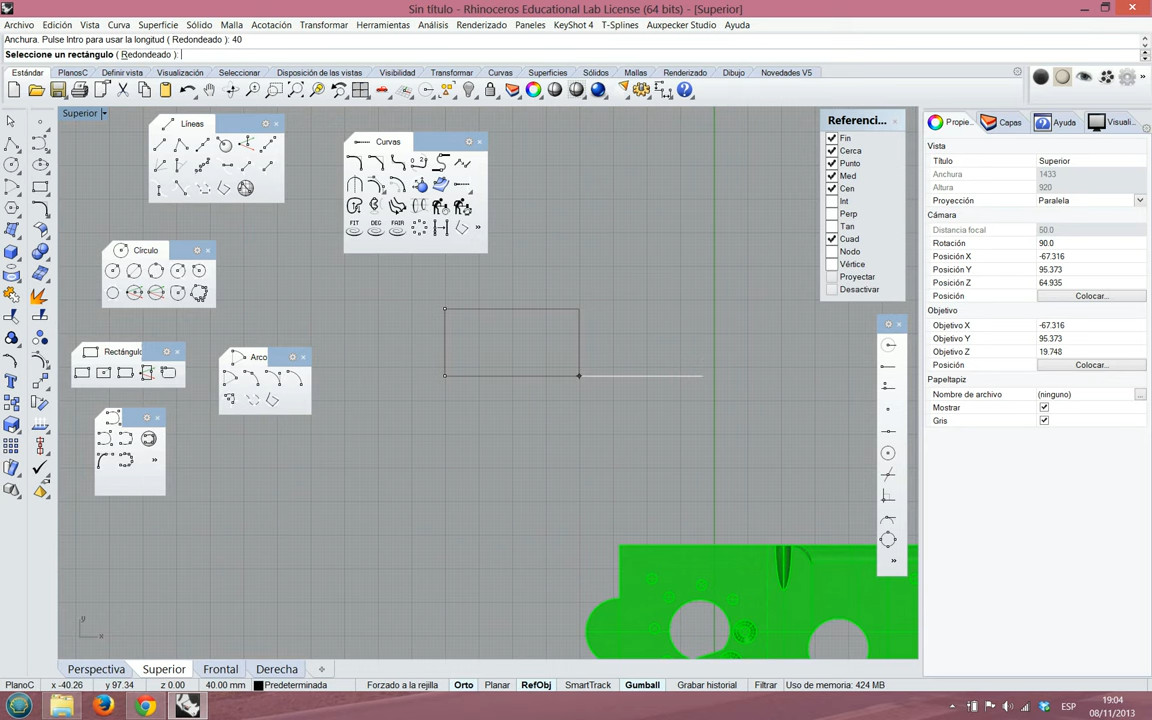 Sin título - Rhinoceros Educational Lab License (64 bits) - [Superior]
Archivo Edición Vista Curva Superficie Sólido Malla Acotación Transformar Herramientas Análisis Renderizado Paneles KeyShot 4 T-Splines Auxpecker Studio Ayuda
Anchura. Pulse Intro para usar la longitud ( Redondeado ): 40
Seleccione un rectángulo ( Redondeado ):
Estándar PlanosC Definir vista Visualización Seleccionar Disposición de las vistas Visibilidad Transformar Curvas Superficies Sólidos Mallas Renderizado Dibujo Novedades V5
Superior
Líneas
Curvas
FIT DEG FAIR
Círculo
Rectángulo
Arco
Referenci...
Fin
Cerca
Punto
Med
Cen
Int
Perp
Tan
Cuad
Nodo
Vértice
Proyectar
Desactivar
Propie... Capas Ayuda Visuali...
Vista
Título Superior
Anchura 1433
Altura 920
Proyección Paralela
Cámara
Distancia focal 50.0
Rotación 90.0
Posición X -67.316
Posición Y 95.373
Posición Z 64.935
Posición Colocar...
Objetivo
Objetivo X -67.316
Objetivo Y 95.373
Objetivo Z 19.748
Posición Colocar...
Papeltapiz
Nombre de archivo (ninguno) ...
Mostrar
Gris
y
x
Perspectiva Superior Frontal Derecha
PlanoC x -40.26 y 97.34 z 0.00 40.00 mm Predeterminada Forzado a la rejilla Orto Planar RefObj SmartTrack Gumball Grabar historial Filtrar Uso de memoria: 424 MB
ESP
19:04
08/11/2013